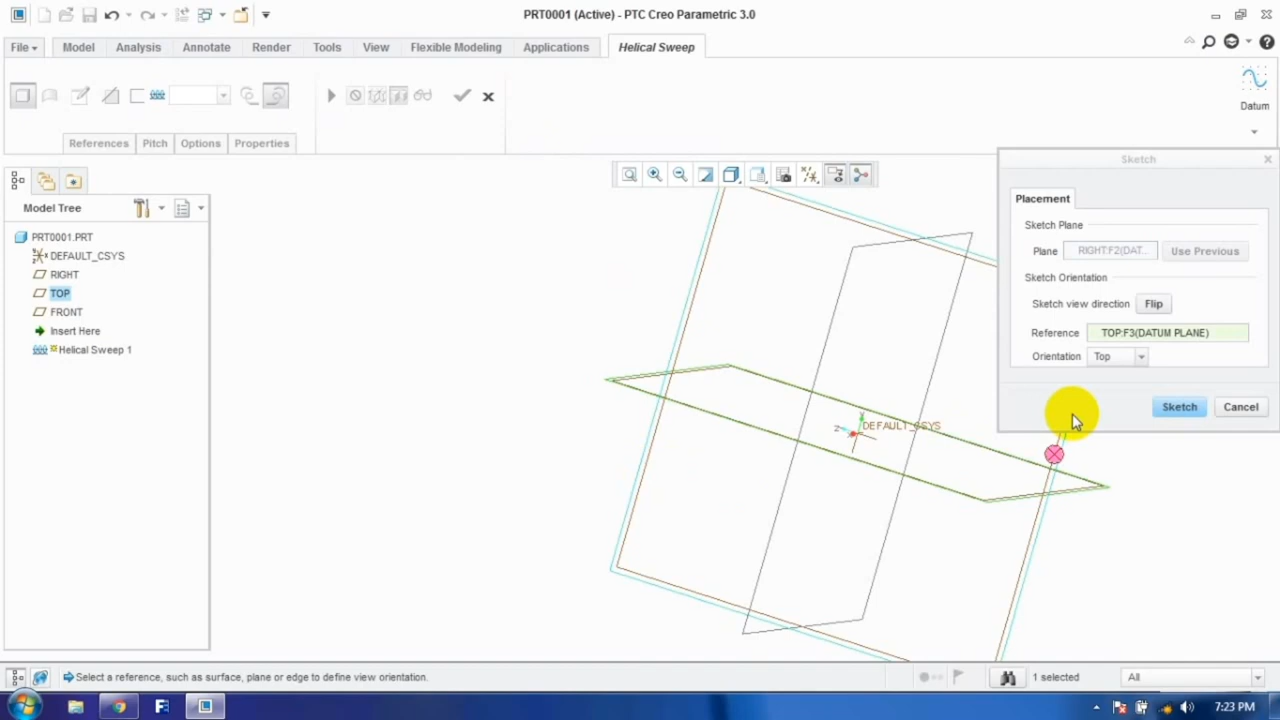 PRT0001 (Active) - PTC Creo Parametric 3.0
File Model Analysis Annotate Render Tools View Flexible Modeling Applications Helical Sweep
Datum
References Pitch Options Properties
Sketch
Model Tree
Placement
Sketch Plane
PRT0001.PRT
DEFAULT_CSYS
Plane RIGHT:F2(DAT... Use Previous
RIGHT
Sketch Orientation
TOP
Sketch view direction Flip
FRONT
Insert Here
Reference TOP:F3(DATUM PLANE)
Helical Sweep 1
Orientation Top
Sketch Cancel
Y
Z
DEFAULT_CSYS
Select a reference, such as surface, plane or edge to define view orientation.
1 selected
All
F
7:23 PM